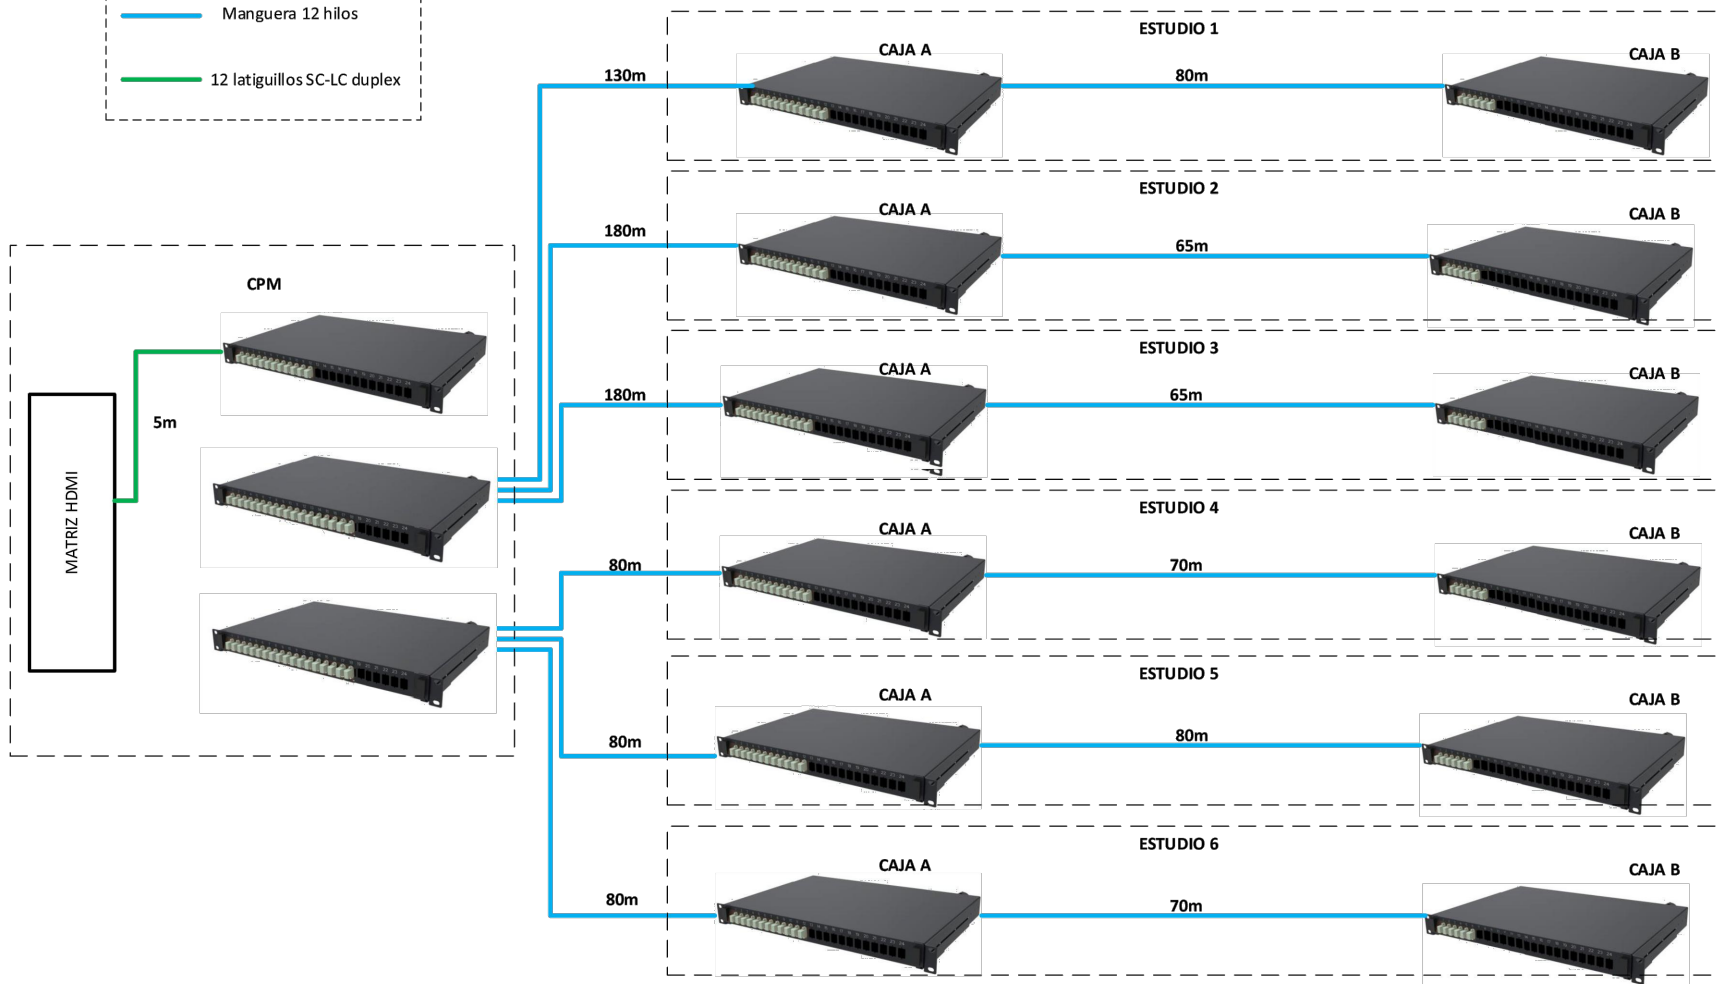 Manguera 12 hilos
12 latiguillos SC-LC duplex
ESTUDIO 1
CAJA A
CAJA B
130m
80m
ESTUDIO 2
CAJA A
CAJA B
180m
65m
CPM
ESTUDIO 3
CAJA A
CAJA B
180m
65m
5m
MATRIZ HDMI
ESTUDIO 4
CAJA A
CAJA B
80m
70m
ESTUDIO 5
CAJA A
CAJA B
80m
80m
ESTUDIO 6
CAJA A
CAJA B
80m
70m